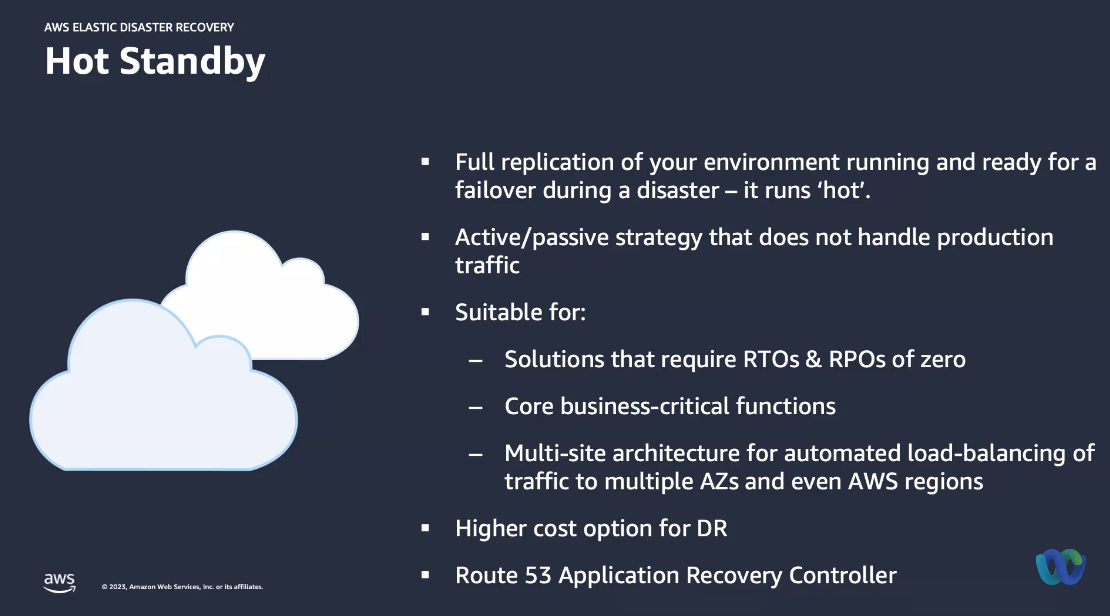 AWS ELASTIC DISASTER RECOVERY
Hot Standby
▪ Full replication of your environment running and ready for a
failover during a disaster – it runs ‘hot’.
▪ Active/passive strategy that does not handle production
traffic
▪ Suitable for:
– Solutions that require RTOs & RPOs of zero
– Core business-critical functions
– Multi-site architecture for automated load-balancing of
traffic to multiple AZs and even AWS regions
▪ Higher cost option for DR
▪ Route 53 Application Recovery Controller
aws
© 2023, Amazon Web Services, Inc. or its affiliates.